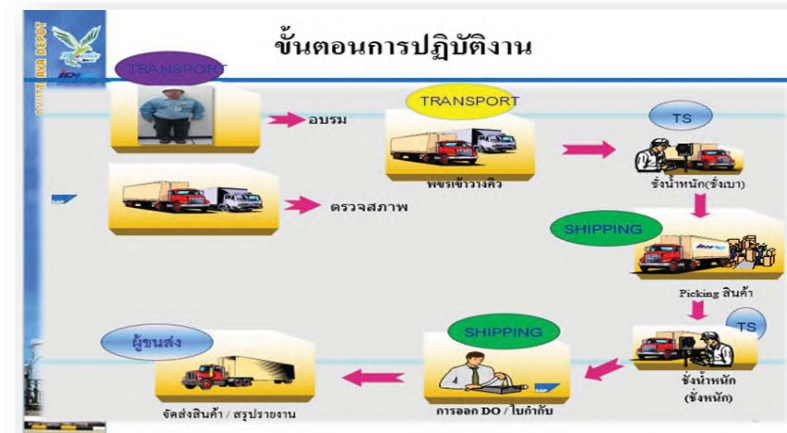 ขั้นตอนการปฏิบัติงาน
TRANSPORT
อบรม
TRANSPORT
พขรเข้าวางคิว
TS
ชั่งน้ำหนัก(ชั่งเบา)
ตรวจสภาพ
SHIPPING
Picking สินค้า
TS
ชั่งน้ำหนัก
(ชั่งหนัก)
SHIPPING
การออก DO / ใบกำกับ
ผู้ขนส่ง
จัดส่งสินค้า / สรุปรายงาน